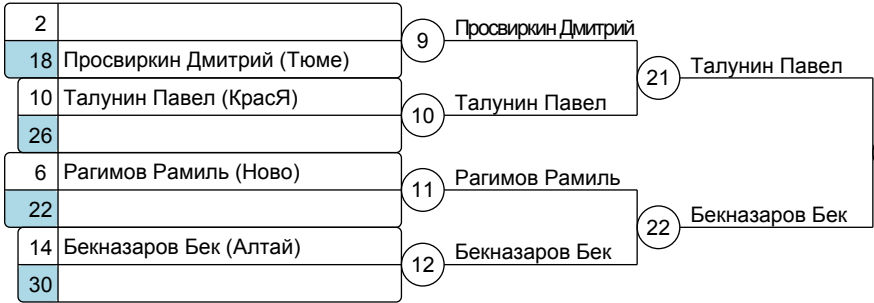 2
18 Просвиркин Дмитрий (Тюме)
10 Талунин Павел (КрасЯ)
26
6 Рагимов Рамиль (Ново)
22
14 Бекназаров Бек (Алтай)
30
9 Просвиркин Дмитрий
10 Талунин Павел
11 Рагимов Рамиль
12 Бекназаров Бек
21 Талунин Павел
22 Бекназаров Бек